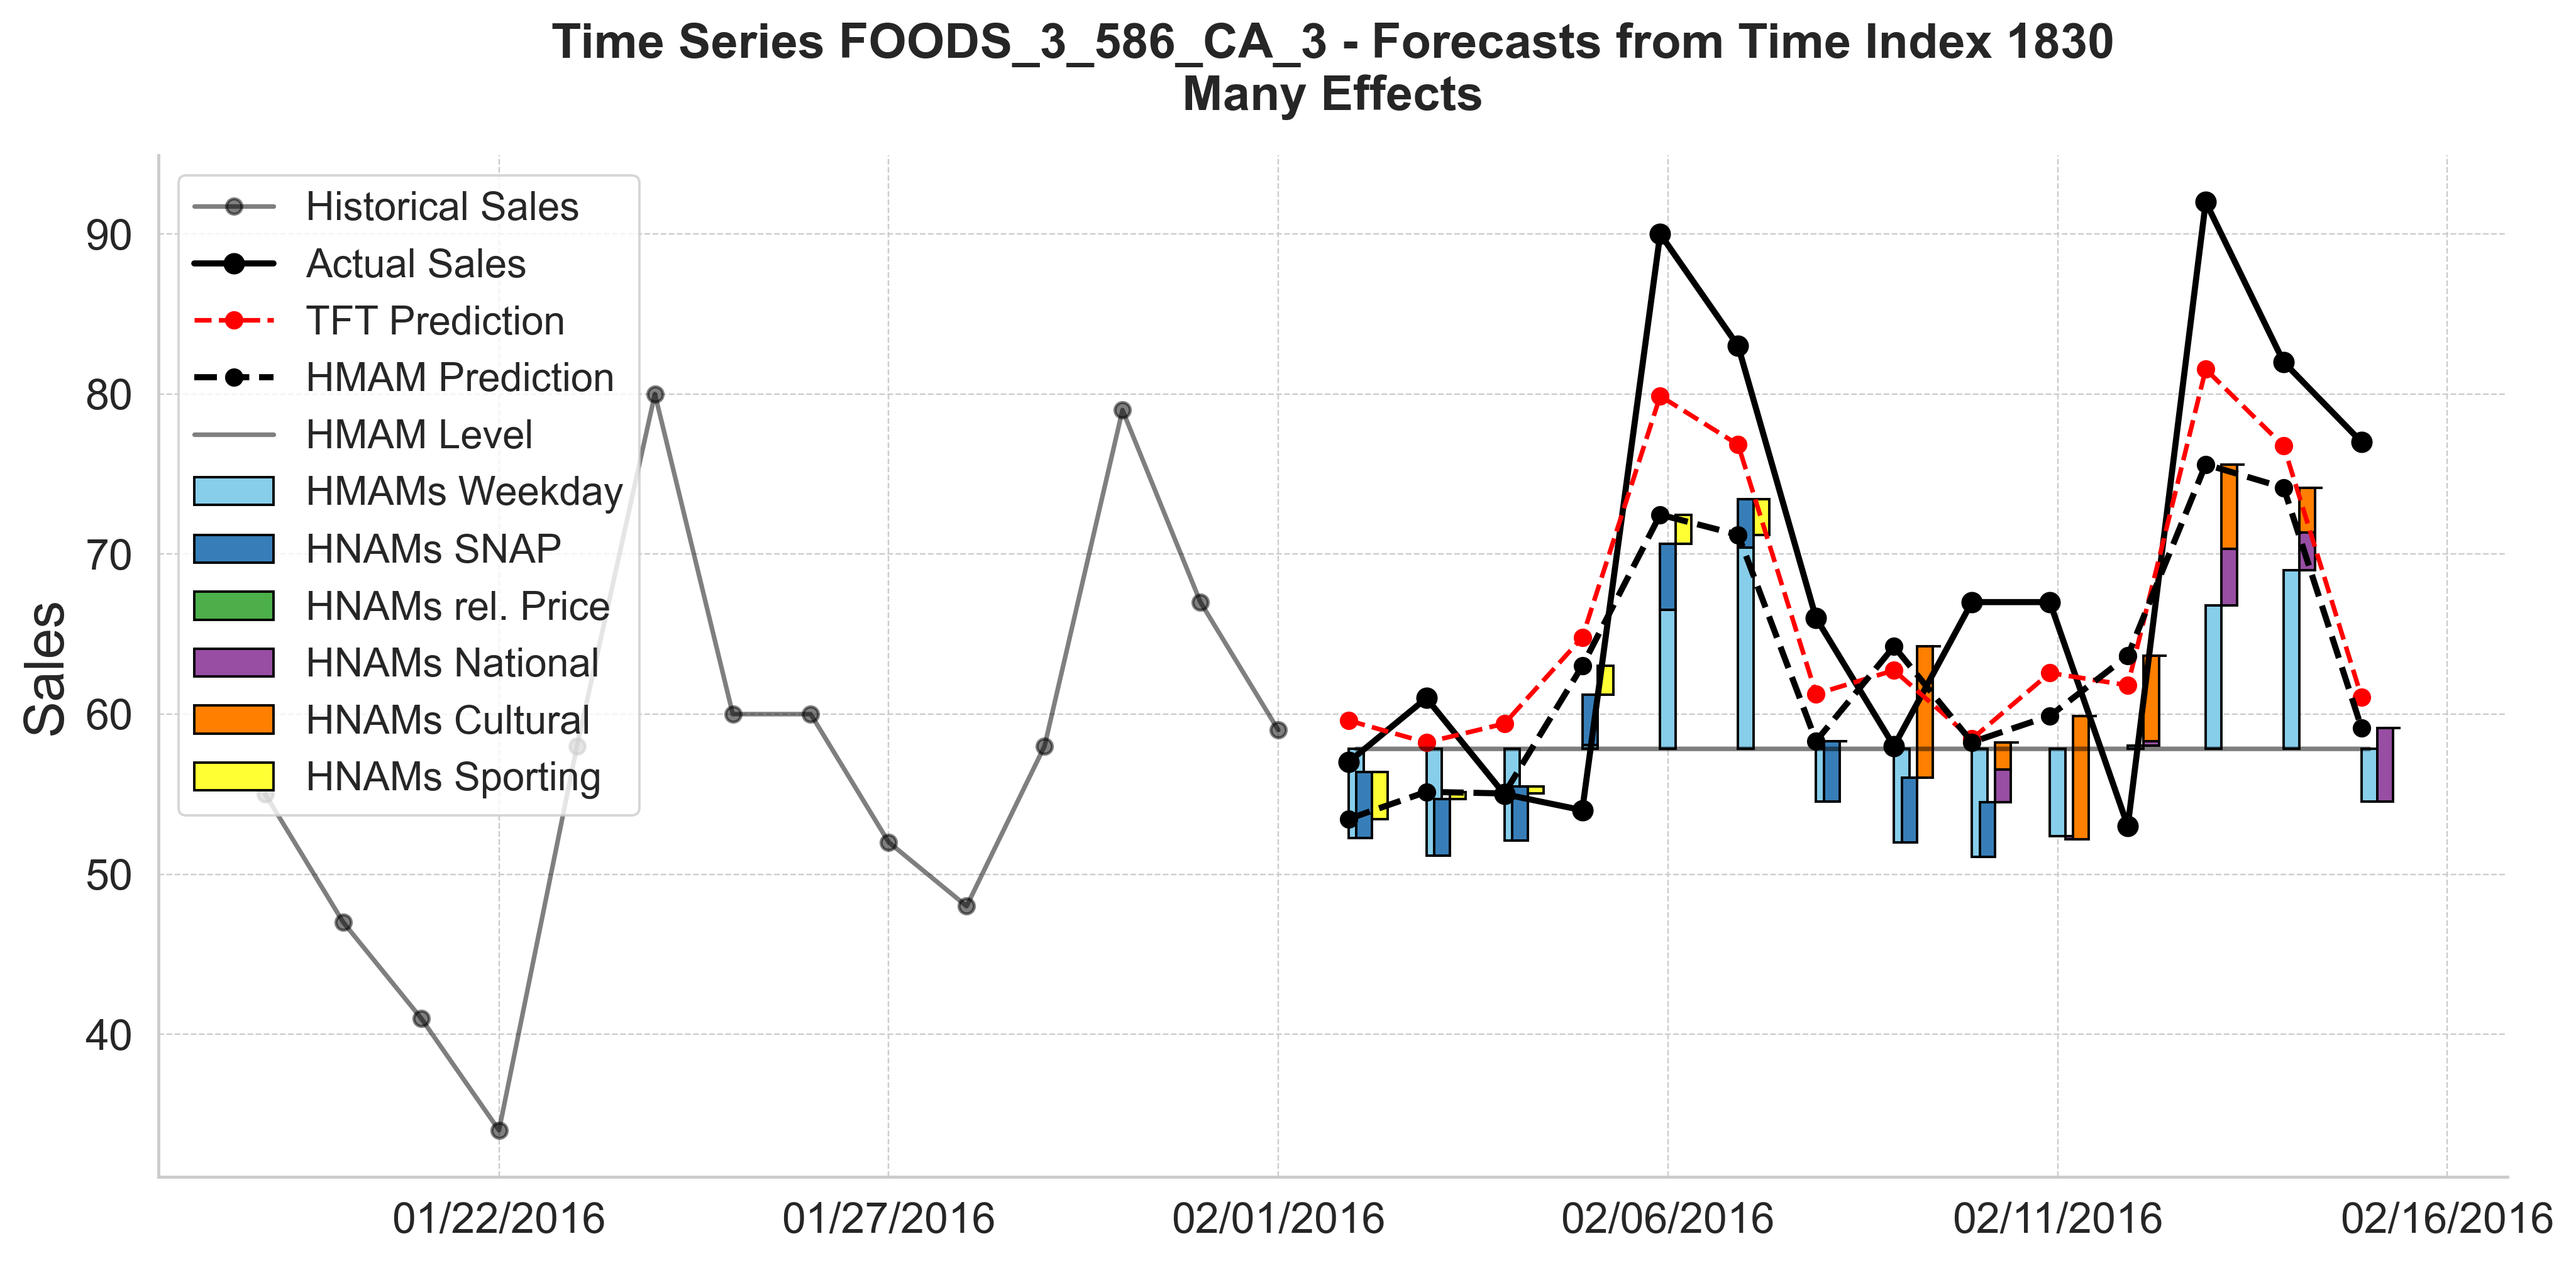 Time Series FOODS_3_586_CA_3 - Forecasts from Time Index 1830
Many Effects
Sales
90
80
70
60
50
40
Historical Sales
Actual Sales
TFT Prediction
HMAM Prediction
HMAM Level
HMAMs Weekday
HNAMs SNAP
HNAMs rel. Price
HNAMs National
HNAMs Cultural
HNAMs Sporting
01/22/2016
01/27/2016
02/01/2016
02/06/2016
02/11/2016
02/16/2016